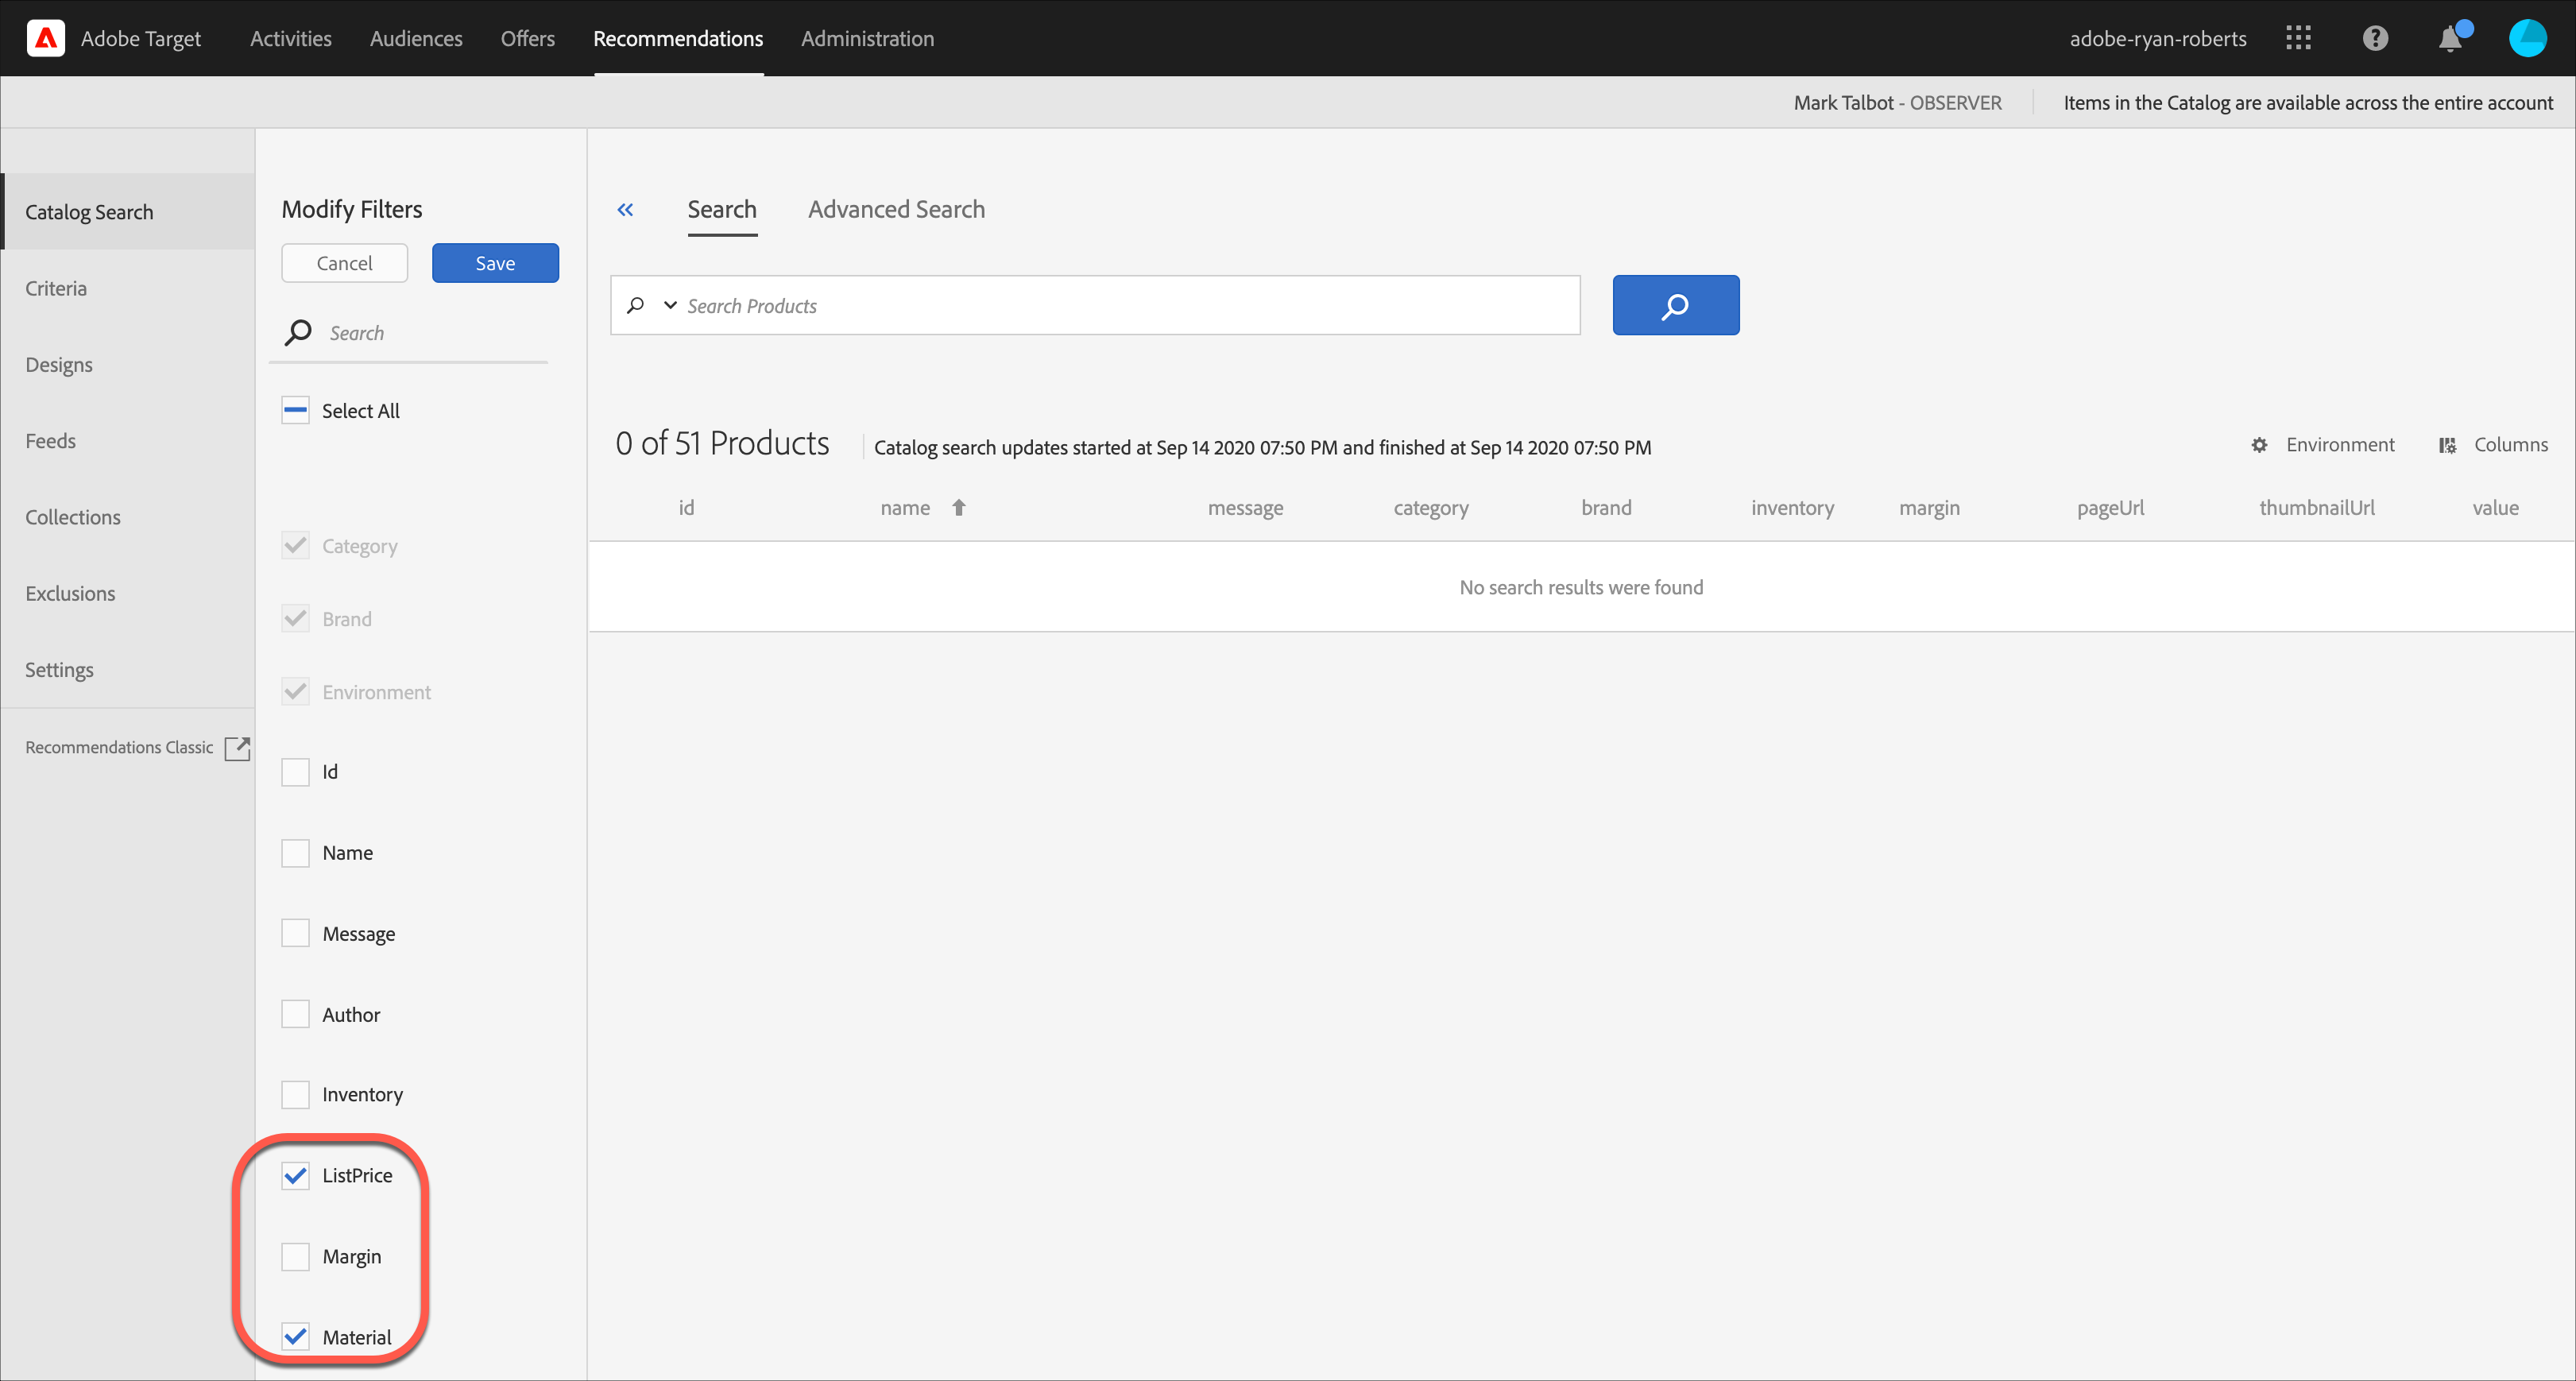 Adobe Target Activities Audiences Offers Recommendations Administration adobe-ryan-roberts
Mark Talbot - OBSERVER Items in the Catalog are available across the entire account
Catalog Search
Criteria
Designs
Feeds
Collections
Exclusions
Settings
Recommendations Classic
Modify Filters
Cancel Save
Search
Select All
Category
Brand
Environment
Id
Name
Message
Author
Inventory
ListPrice
Margin
Material
Search Advanced Search
Search Products
0 of 51 Products Catalog search updates started at Sep 14 2020 07:50 PM and finished at Sep 14 2020 07:50 PM Environment Columns
id name message category brand inventory margin pageUrl thumbnailUrl value
No search results were found